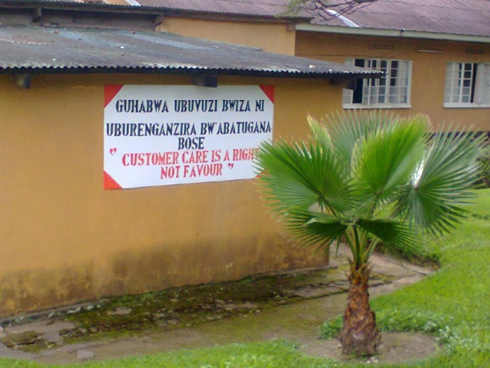 GUHABWA UBUVUZI BWIZA NI
UBURENGANZIRA BW'ABATUGANA
BOSE
" CUSTOMER CARE IS A RIGHT
NOT FAVOUR "